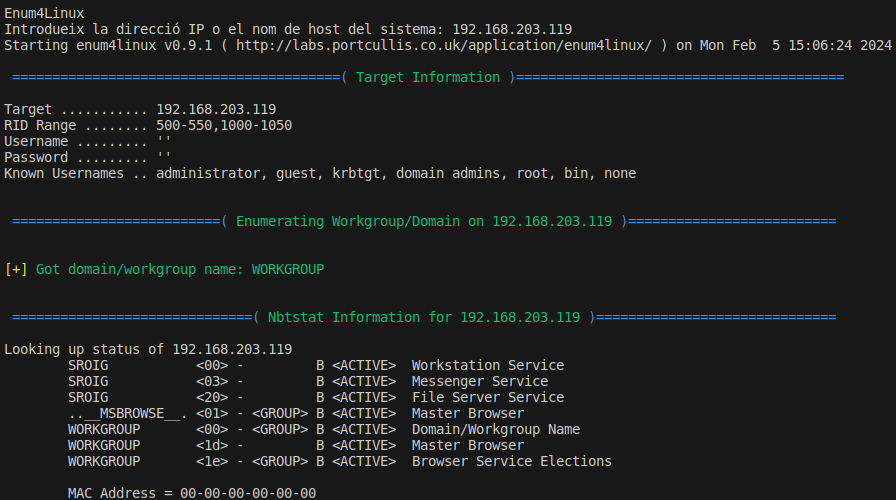 Enum4Linux
Introdueix la direcció IP o el nom de host del sistema: 192.168.203.119
Starting enum4linux v0.9.1 ( http://labs.portcullis.co.uk/application/enum4linux/ ) on Mon Feb  5 15:06:24 2024
 =========================================( Target Information )=========================================
Target ........... 192.168.203.119
RID Range ........ 500-550,1000-1050
Username ......... ''
Password ......... ''
Known Usernames .. administrator, guest, krbtgt, domain admins, root, bin, none
 ==========================( Enumerating Workgroup/Domain on 192.168.203.119 )==========================
[+] Got domain/workgroup name: WORKGROUP
 ==============================( Nbtstat Information for 192.168.203.119 )==============================
Looking up status of 192.168.203.119
        SROIG           <00> -         B <ACTIVE>  Workstation Service
        SROIG           <03> -         B <ACTIVE>  Messenger Service
        SROIG           <20> -         B <ACTIVE>  File Server Service
        ..__MSBROWSE__. <01> - <GROUP> B <ACTIVE>  Master Browser
        WORKGROUP       <00> - <GROUP> B <ACTIVE>  Domain/Workgroup Name
        WORKGROUP       <1d> -         B <ACTIVE>  Master Browser
        WORKGROUP       <1e> - <GROUP> B <ACTIVE>  Browser Service Elections
        MAC Address = 00-00-00-00-00-00